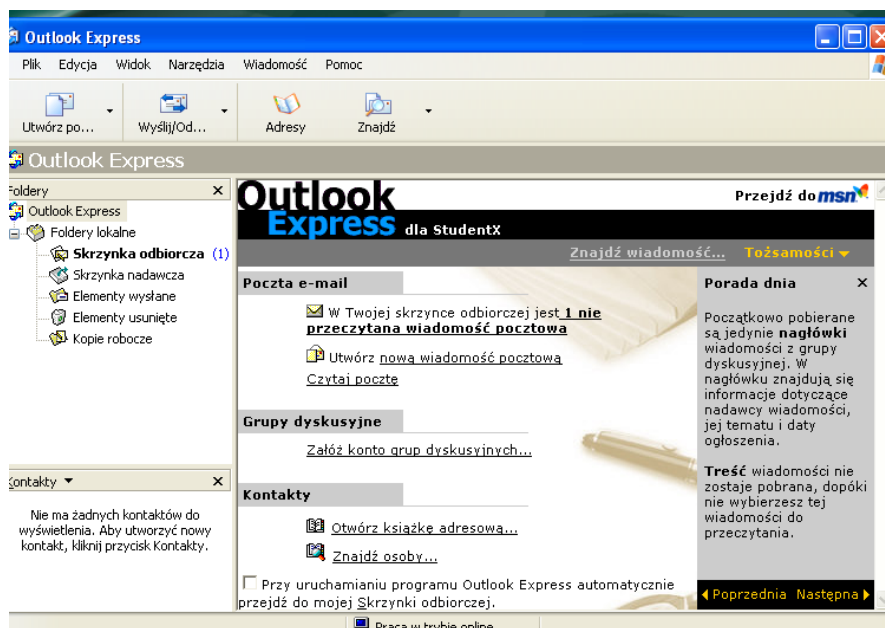 Outlook Express
Plik Edycja Widok Narzędzia Wiadomość Pomoc
Utwórz po... Wyślij/Od... Adresy Znajdź
Outlook Express
Foldery
Outlook Express
Foldery lokalne
Skrzynka odbiorcza (1)
Skrzynka nadawcza
Elementy wysłane
Elementy usunięte
Kopie robocze
Kontakty
Nie ma żadnych kontaktów do
wyświetlenia. Aby utworzyć nowy
kontakt, kliknij przycisk Kontakty.
Outlook
Express dla StudentX
Przejdź do msn
Znajdź wiadomość... Tożsamości
Poczta e-mail
W Twojej skrzynce odbiorczej jest 1 nie
przeczytana wiadomość pocztowa
Utwórz nową wiadomość pocztową
Czytaj pocztę
Grupy dyskusyjne
Załóż konto grup dyskusyjnych...
Kontakty
Otwórz książkę adresową...
Znajdź osoby...
Przy uruchamianiu programu Outlook Express automatycznie
przejdź do mojej Skrzynki odbiorczej.
Porada dnia
Początkowo pobierane
są jedynie nagłówki
wiadomości z grupy
dyskusyjnej. W
nagłówku znajdują się
informacje dotyczące
nadawcy wiadomości,
jej tematu i daty
ogłoszenia.
Treść wiadomości nie
zostaje pobrana, dopóki
nie wybierzesz tej
wiadomości do
przeczytania.
Poprzednia Następna
Praca w trybie online